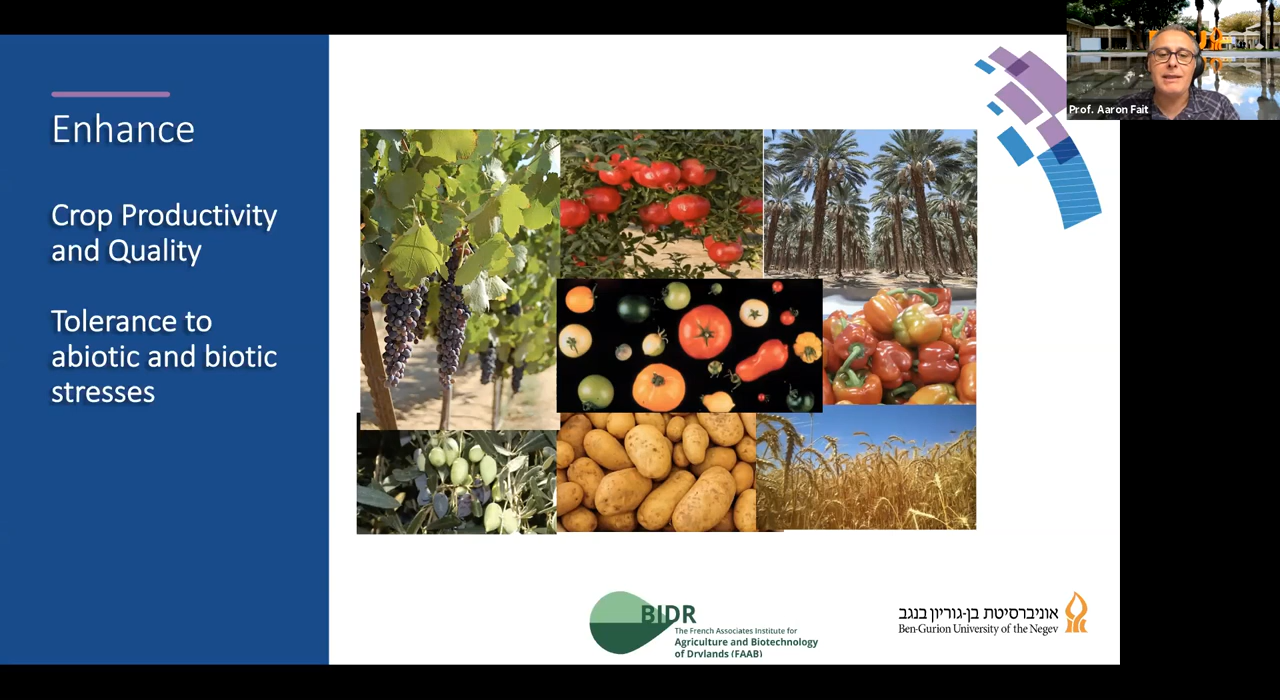 Enhance
Crop Productivity
and Quality
Tolerance to
abiotic and biotic
stresses
Prof. Aaron Fait
BIDR
The French Associates Institute for
Agriculture and Biotechnology
of Drylands (FAAB)
אוניברסיטת בן-גוריון בנגב
Ben-Gurion University of the Negev